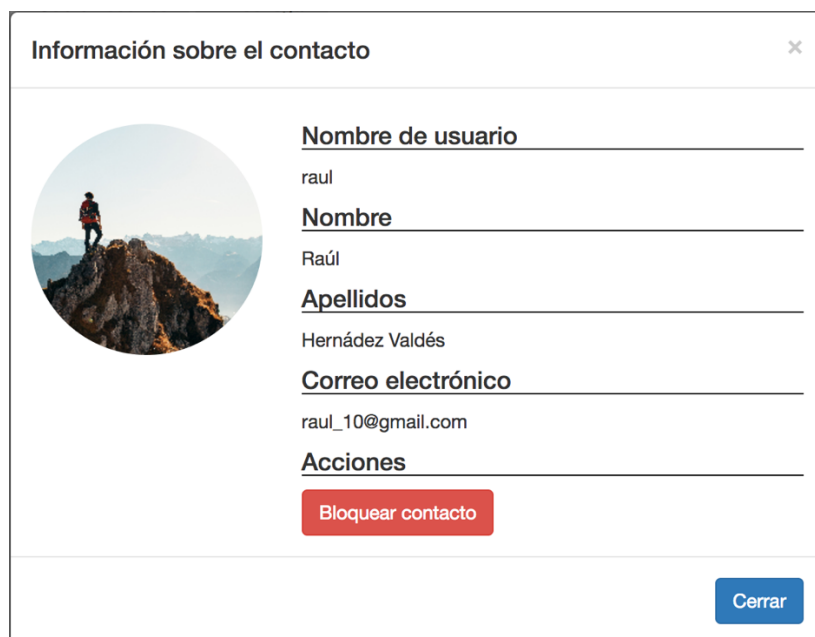 Información sobre el contacto
×
Nombre de usuario
raul
Nombre
Raúl
Apellidos
Hernádez Valdés
Correo electrónico
raul_10@gmail.com
Acciones
Bloquear contacto
Cerrar